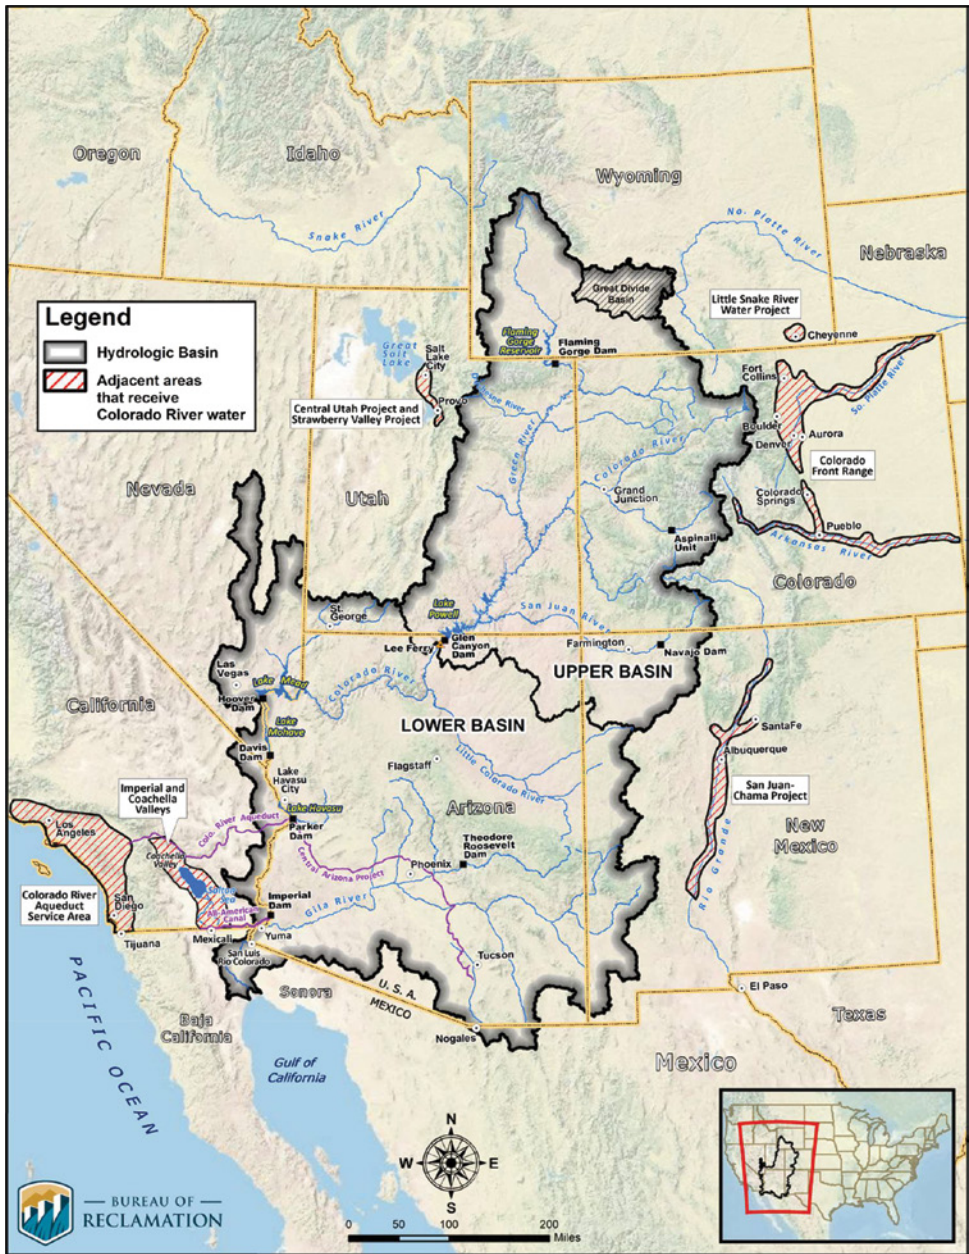 Oregon
Idaho
Wyoming
Snake River
No. Platte River
Nebraska
Great Divide
Basin
Little Snake River
Water Project
Cheyenne
Legend
Hydrologic Basin
Adjacent areas
that receive
Colorado River water
Great
Salt
Lake
Salt
Lake
City
Provo
Flaming
Gorge
Reservoir
Flaming
Gorge Dam
Duchesne River
Central Utah Project and
Strawberry Valley Project
Fort
Collins
So. Platte River
Boulder
Denver
Aurora
Colorado
Front Range
Green River
Colorado River
Grand
Junction
Colorado
Springs
Pueblo
Arkansas River
Aspinall
Unit
Nevada
Utah
Colorado
St.
George
Lake
Powell
San Juan River
Lee Ferry
Glen
Canyon
Dam
Farmington
Navajo Dam
UPPER BASIN
Las
Vegas
Lake Mead
Hoover
Dam
Colorado River
California
LOWER BASIN
Lake
Mohave
Davis
Dam
Flagstaff
Little Colorado River
SantaFe
Albuquerque
Lake
Havasu
City
Lake Havasu
Imperial and
Coachella
Valleys
Colo. River Aqueduct
Parker
Dam
Arizona
San Juan-
Chama Project
New
Mexico
Los
Angeles
Coachella
Valley
Central Arizona Project
Theodore
Roosevelt
Dam
Phoenix
Colorado River
Aqueduct
Service Area
San
Diego
Salton
Sea
All-American
Canal
Imperial
Dam
Gila River
Rio Grande
Tijuana
Mexicali
Yuma
San Luis
Rio Colorado
Tucson
Sonora
U. S. A.
MEXICO
El Paso
Texas
Baja
California
Nogales
Mexico
PACIFIC OCEAN
Gulf of
California
N
W
E
S
BUREAU OF
RECLAMATION
0 50 100 200
Miles